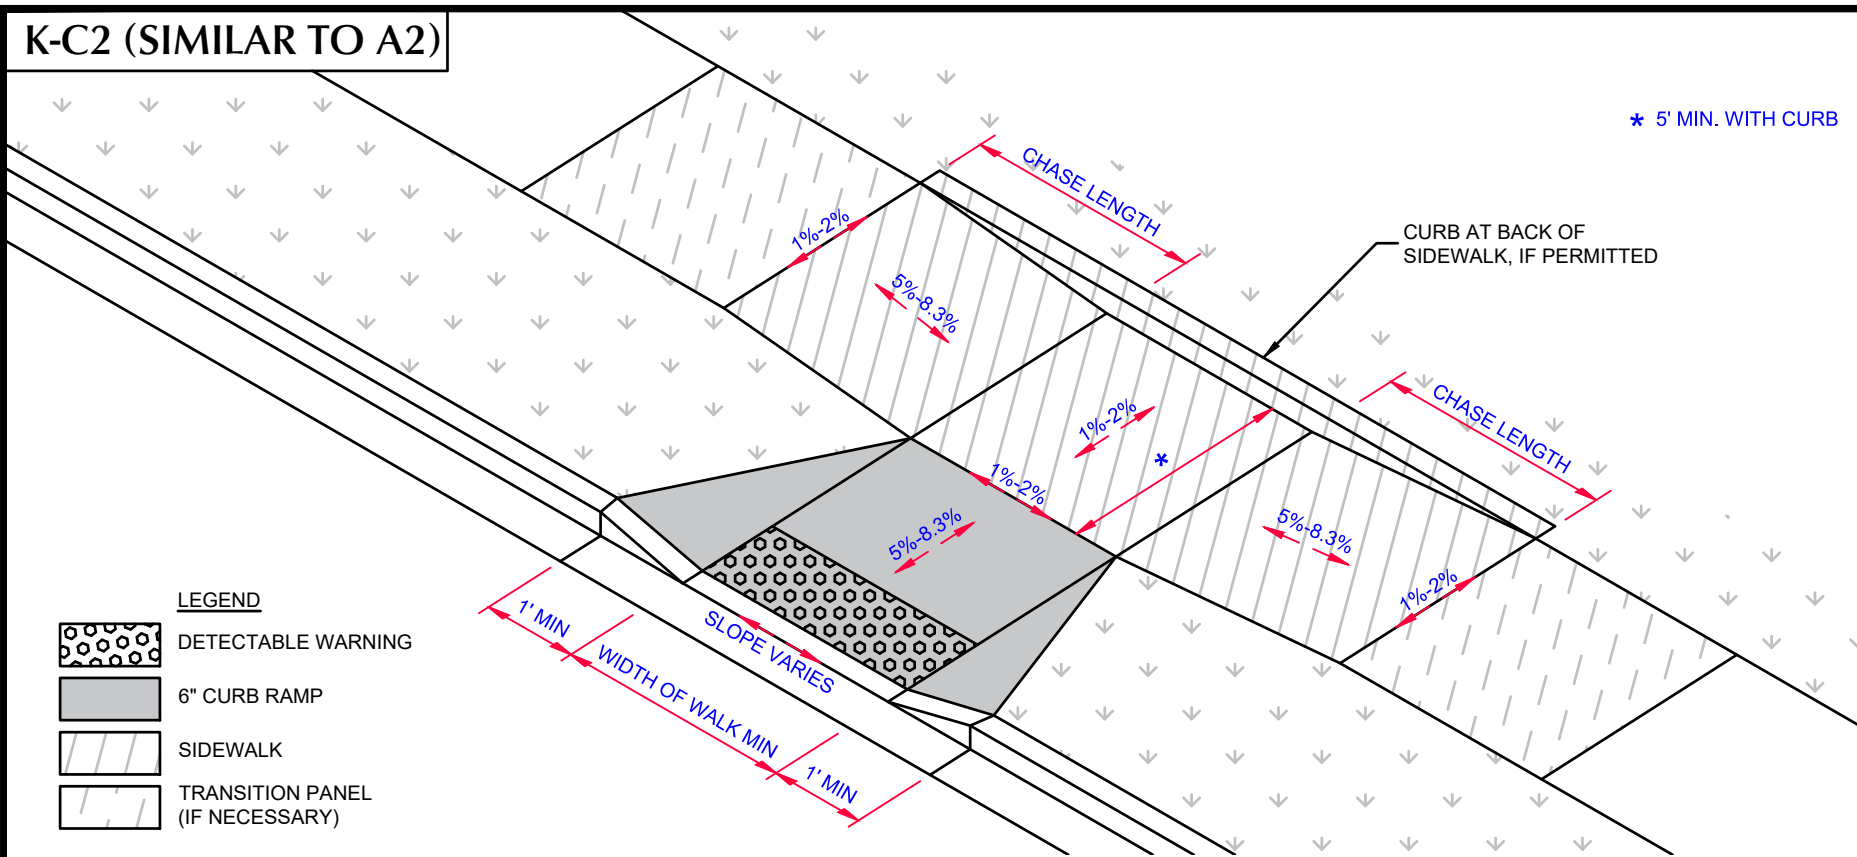 K-C2 (SIMILAR TO A2)
* 5' MIN. WITH CURB
CHASE LENGTH
CURB AT BACK OF
SIDEWALK, IF PERMITTED
1%-2%
5%-8.3%
CHASE LENGTH
1%-2%
*
1%-2%
5%-8.3%
5%-8.3%
1%-2%
1' MIN
SLOPE VARIES
WIDTH OF WALK MIN
1' MIN
LEGEND
DETECTABLE WARNING
6" CURB RAMP
SIDEWALK
TRANSITION PANEL
(IF NECESSARY)